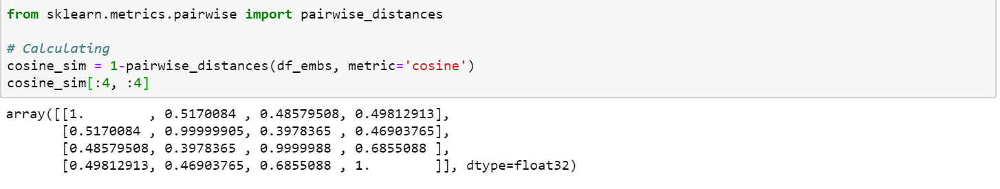 from sklearn.metrics.pairwise import pairwise_distances
# Calculating
cosine_sim = 1-pairwise_distances(df_embs, metric='cosine')
cosine_sim[:4, :4]
array([[1.        , 0.5170084 , 0.48579508, 0.49812913],
       [0.5170084 , 0.99999905, 0.3978365 , 0.46903765],
       [0.48579508, 0.3978365 , 0.9999988 , 0.6855088 ],
       [0.49812913, 0.46903765, 0.6855088 , 1.        ]], dtype=float32)